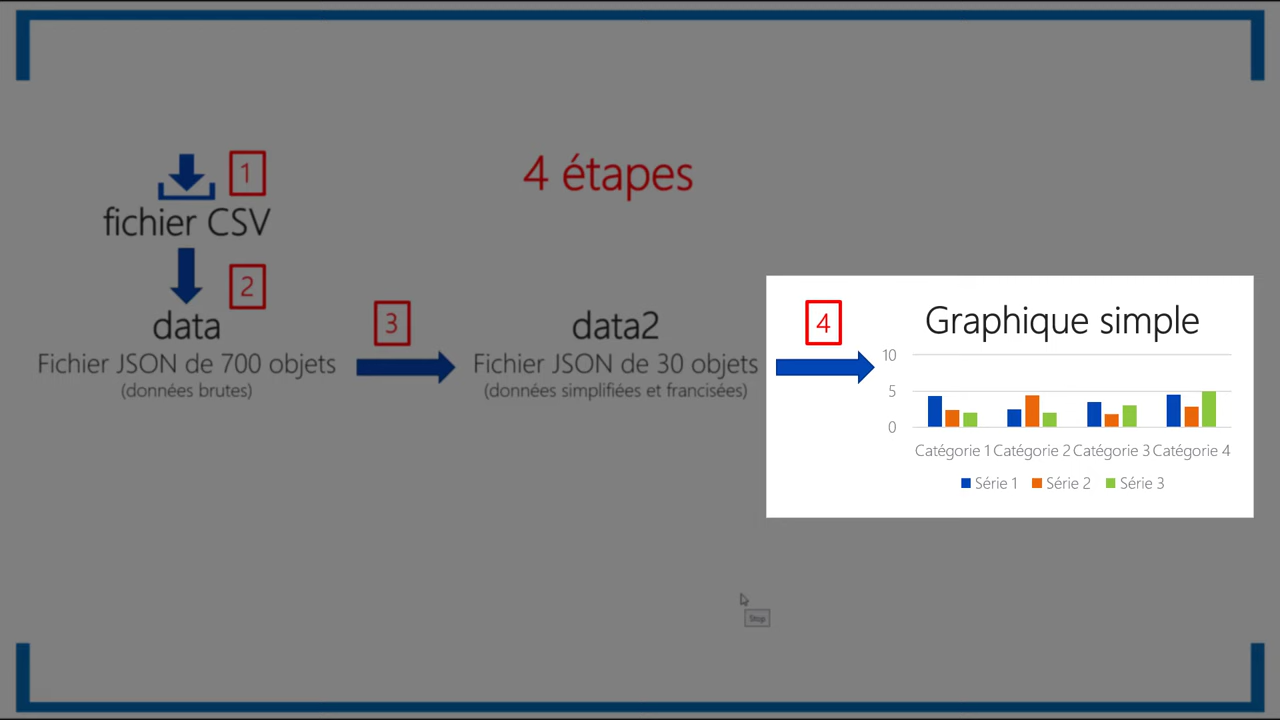 1
4 étapes
fichier CSV
2
data
Fichier JSON de 700 objets
(données brutes)
3
data2
Fichier JSON de 30 objets
(données simplifiées et francisées)
4
Graphique simple
10
5
0
Catégorie 1 Catégorie 2 Catégorie 3 Catégorie 4
Série 1 Série 2 Série 3
Stop